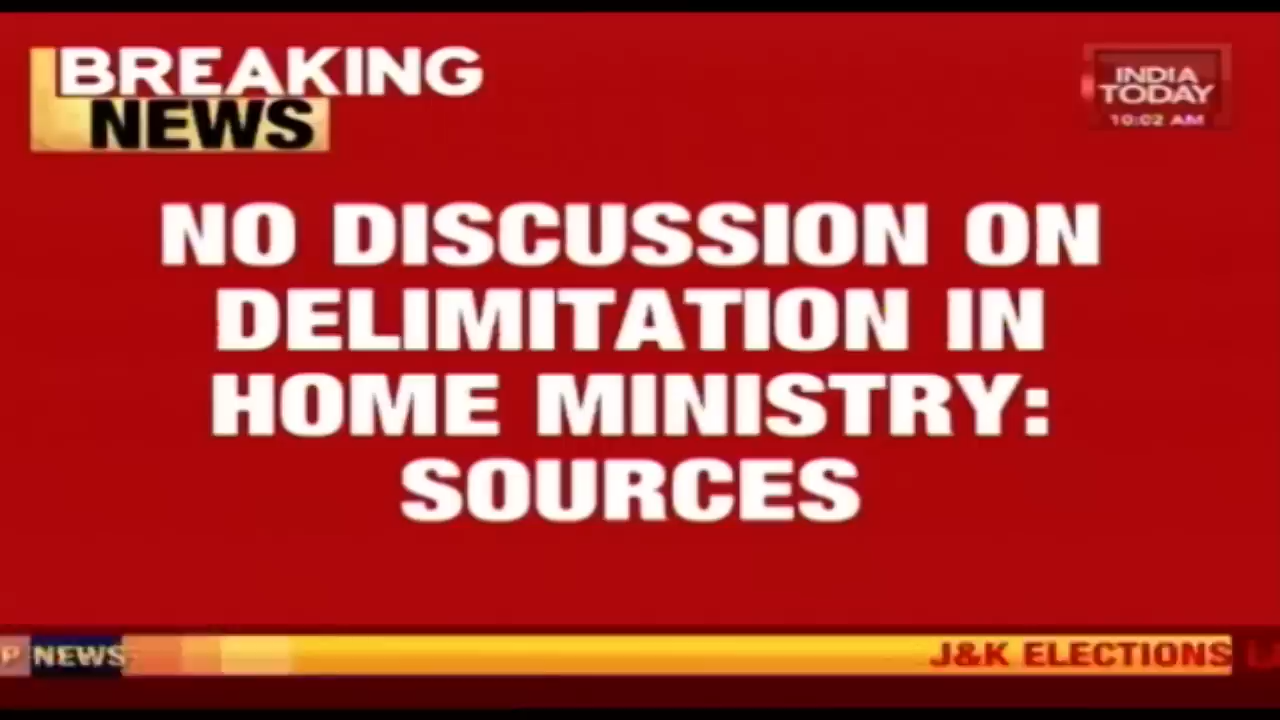 BREAKING
NEWS
INDIA
TODAY
10:02 AM
NO DISCUSSION ON
DELIMITATION IN
HOME MINISTRY:
SOURCES
P NEWS
J&K ELECTIONS